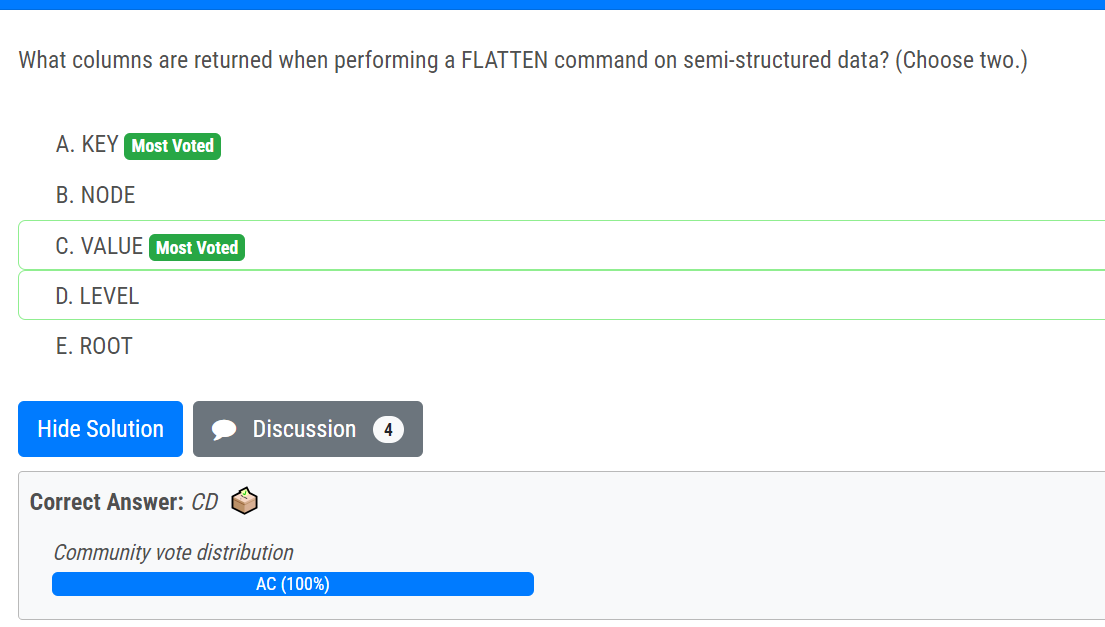 What columns are returned when performing a FLATTEN command on semi-structured data? (Choose two.)
A. KEY Most Voted
B. NODE
C. VALUE Most Voted
D. LEVEL
E. ROOT
Hide Solution Discussion 4
Correct Answer: CD
Community vote distribution
AC (100%)